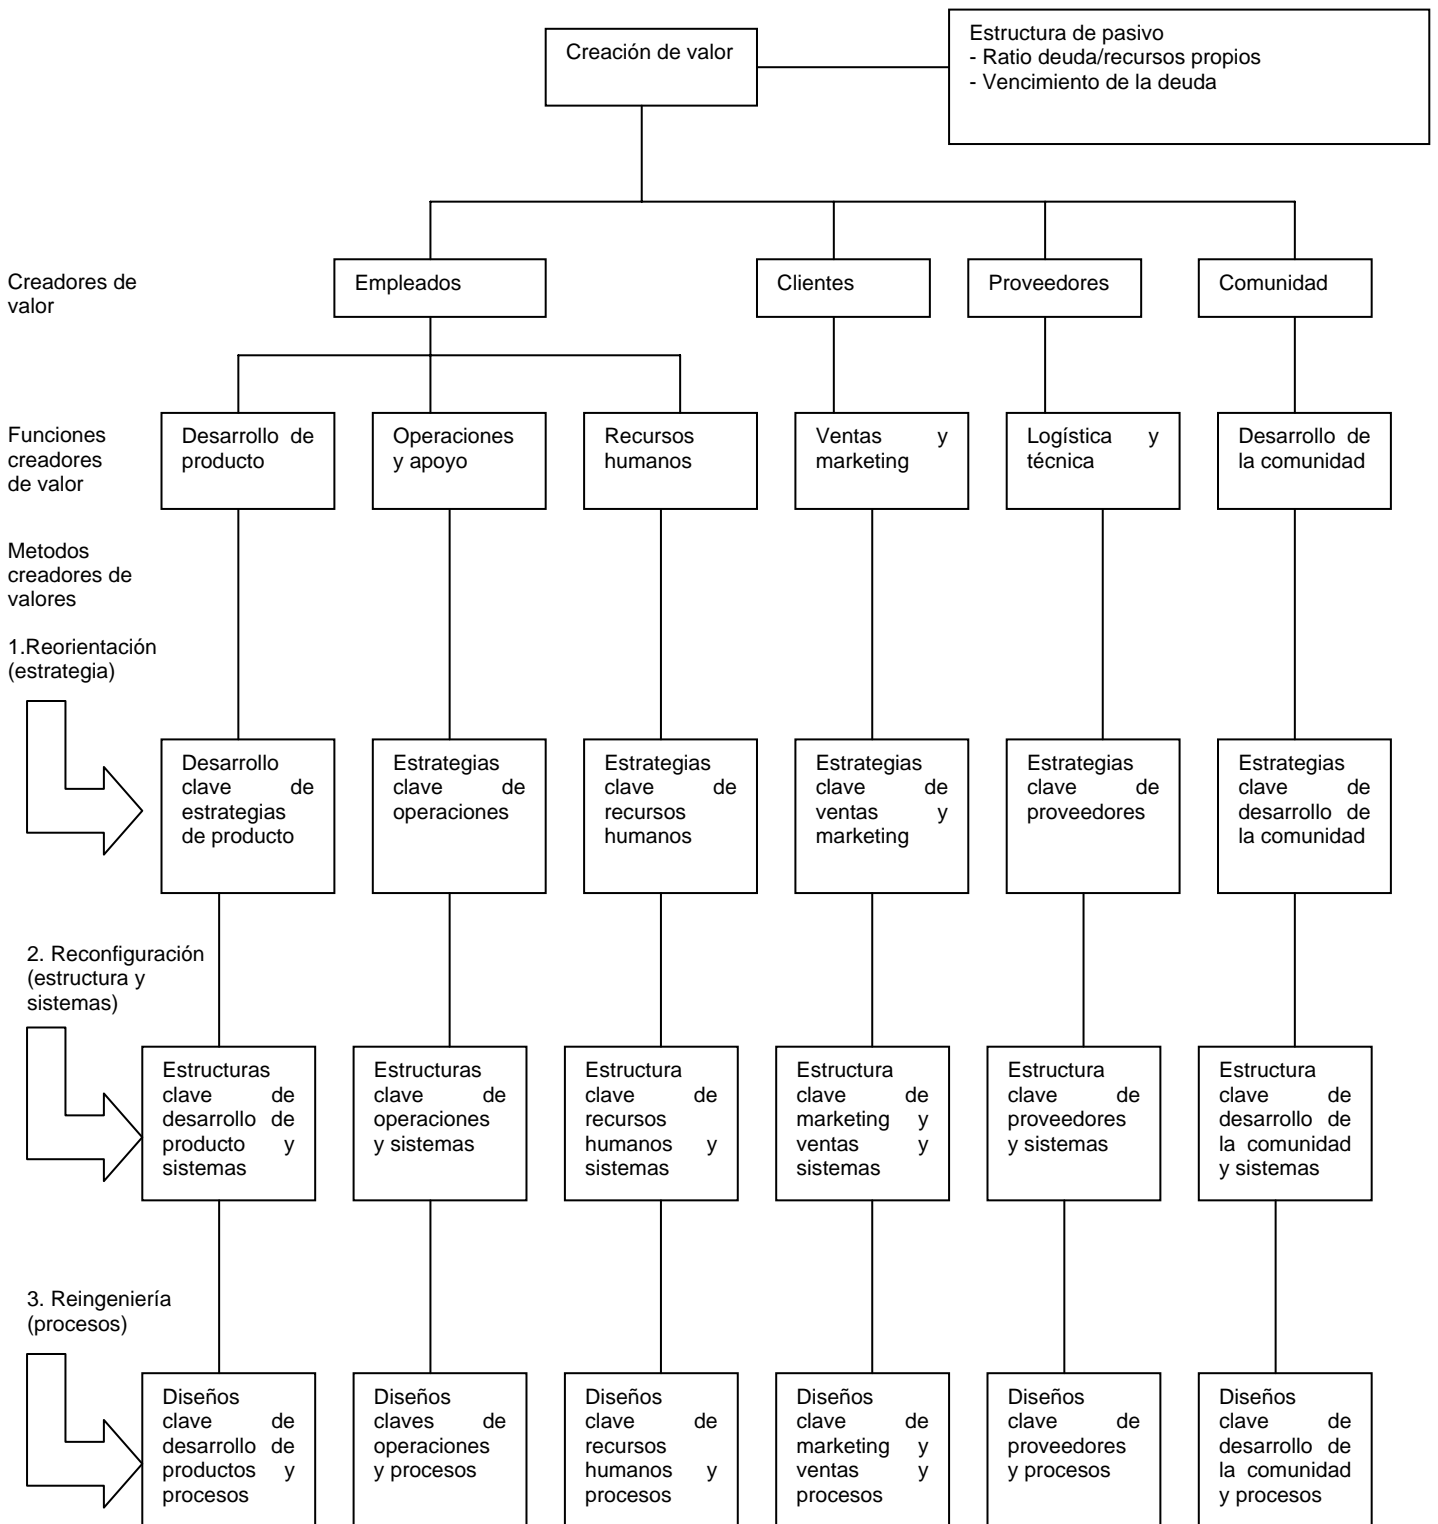 Creación de valor
Estructura de pasivo
- Ratio deuda/recursos propios
- Vencimiento de la deuda
Creadores de
valor
Empleados
Clientes
Proveedores
Comunidad
Funciones
creadores
de valor
Desarrollo de
producto
Operaciones
y apoyo
Recursos
humanos
Ventas y
marketing
Logística y
técnica
Desarrollo de
la comunidad
Metodos
creadores de
valores
1.Reorientación
(estrategia)
Desarrollo
clave de
estrategias
de producto
Estrategias
clave de
operaciones
Estrategias
clave de
recursos
humanos
Estrategias
clave de
ventas y
marketing
Estrategias
clave de
proveedores
Estrategias
clave de
desarrollo de
la comunidad
2. Reconfiguración
(estructura y
sistemas)
Estructuras
clave de
desarrollo de
producto y
sistemas
Estructuras
clave de
operaciones
y sistemas
Estructura
clave de
recursos
humanos y
sistemas
Estructura
clave de
marketing y
ventas y
sistemas
Estructura
clave de
proveedores
y sistemas
Estructura
clave de
desarrollo de
la comunidad
y sistemas
3. Reingeniería
(procesos)
Diseños
clave de
desarrollo de
productos y
procesos
Diseños
claves de
operaciones
y procesos
Diseños
clave de
recursos
humanos y
procesos
Diseños
clave de
marketing y
ventas y
procesos
Diseños
clave de
proveedores
y procesos
Diseños
clave de
desarrollo de
la comunidad
y procesos